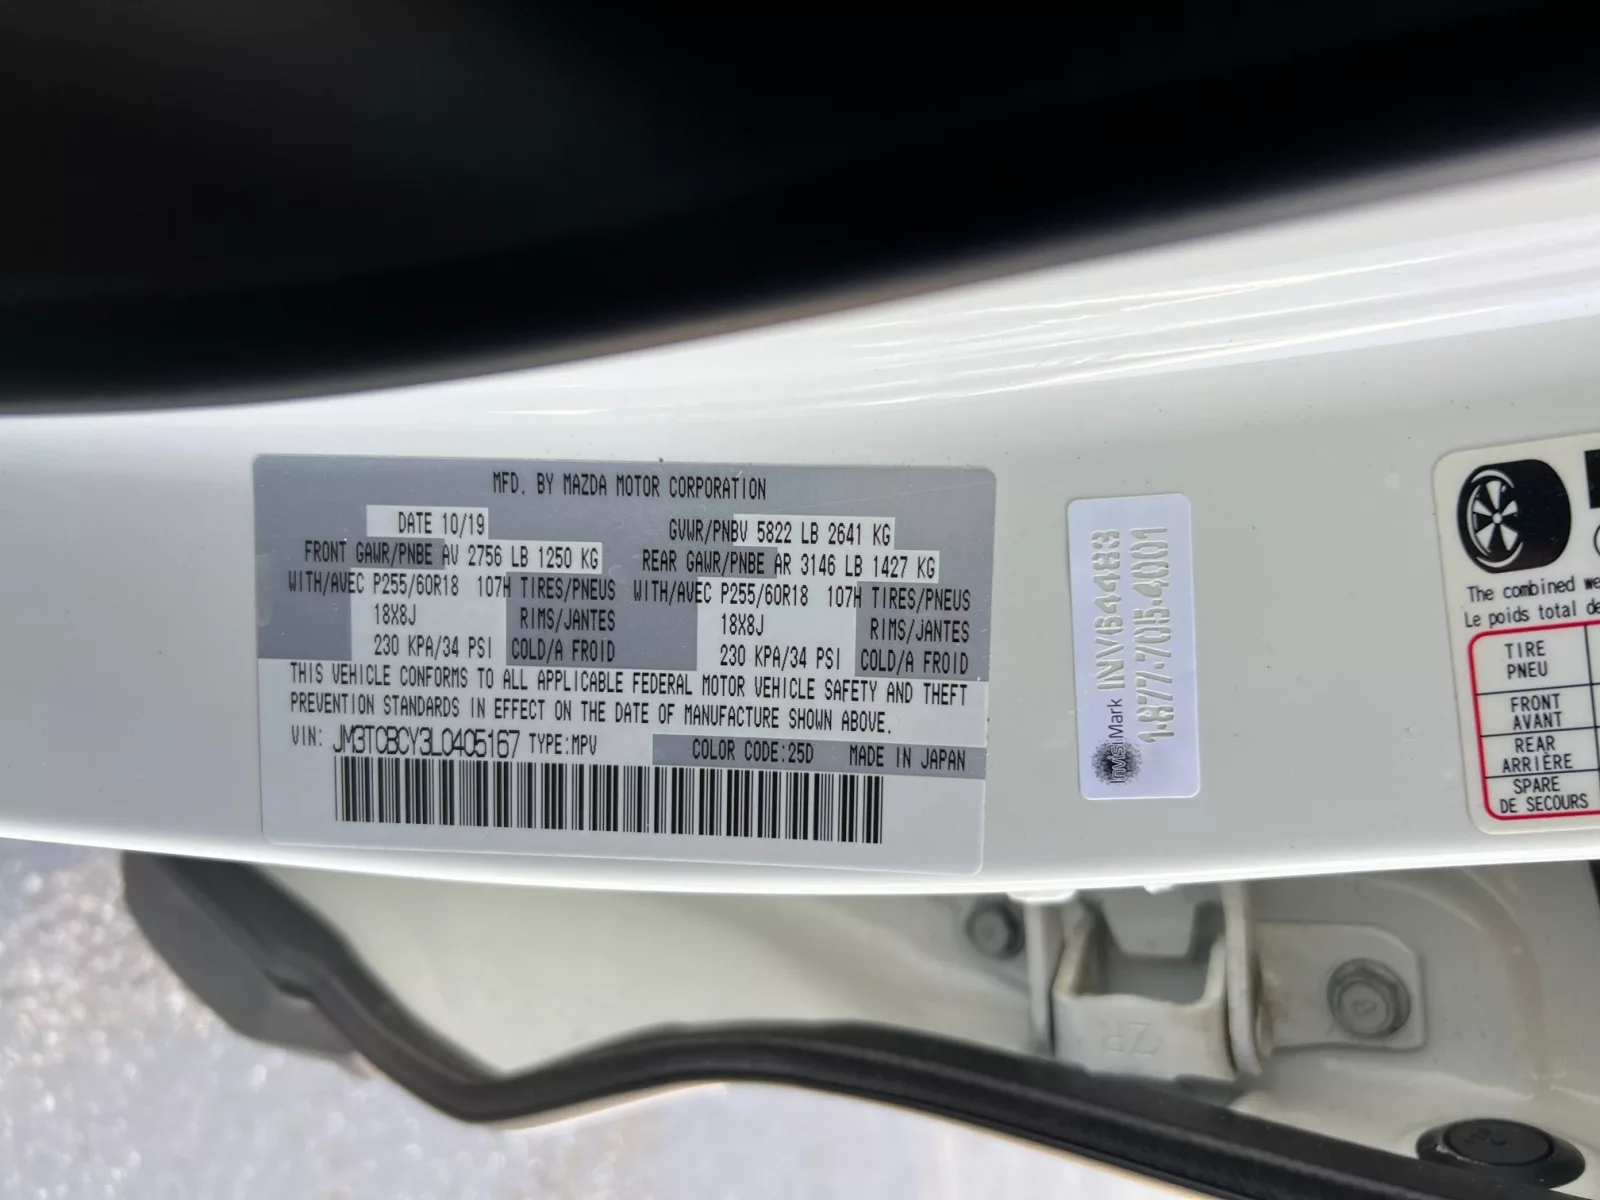 MFD. BY MAZDA MOTOR CORPORATION
DATE 10/19 GVWR/PNBV 5822 LB 2641 KG
FRONT GAWR/PNBE AV 2756 LB 1250 KG REAR GAWR/PNBE AR 3146 LB 1427 KG
WITH/AVEC P255/60R18 107H TIRES/PNEUS WITH/AVEC P255/60R18 107H TIRES/PNEUS
18X8J RIMS/JANTES 18X8J RIMS/JANTES
230 KPA/34 PSI COLD/A FROID 230 KPA/34 PSI COLD/A FROID
THIS VEHICLE CONFORMS TO ALL APPLICABLE FEDERAL MOTOR VEHICLE SAFETY AND THEFT
PREVENTION STANDARDS IN EFFECT ON THE DATE OF MANUFACTURE SHOWN ABOVE.
VIN: JM3TCBCY3L0405167 TYPE:MPV COLOR CODE:25D MADE IN JAPAN
InvisiMark INV644483
1.877.705.4001
The combined we
Le poids total de
TIRE
PNEU
FRONT
AVANT
REAR
ARRIÈRE
SPARE
DE SECOURS